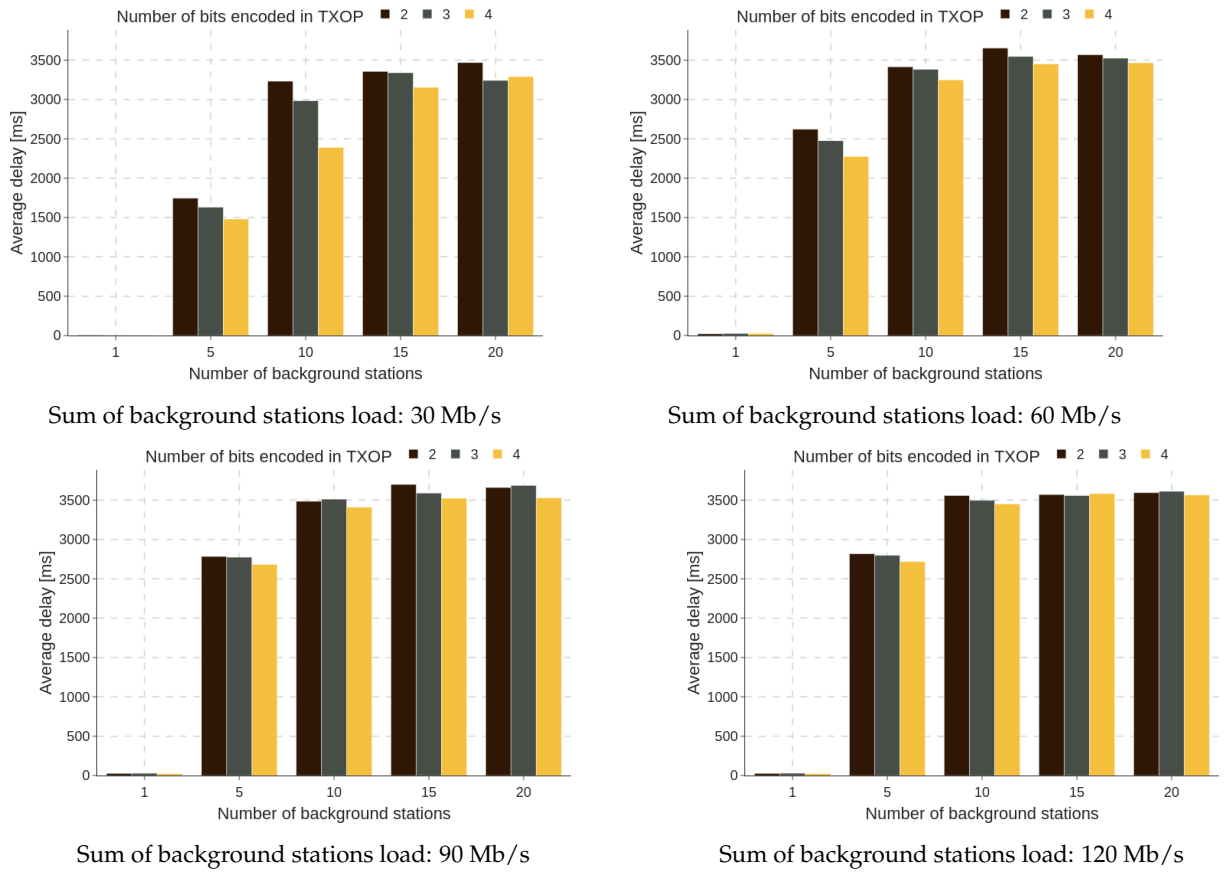 Number of bits encoded in TXOP 2 3 4
Average delay [ms]
3500
3000
2500
2000
1500
1000
500
0
1 5 10 15 20
Number of background stations
Sum of background stations load: 30 Mb/s
Number of bits encoded in TXOP 2 3 4
Average delay [ms]
3500
3000
2500
2000
1500
1000
500
0
1 5 10 15 20
Number of background stations
Sum of background stations load: 60 Mb/s
Number of bits encoded in TXOP 2 3 4
Average delay [ms]
3500
3000
2500
2000
1500
1000
500
0
1 5 10 15 20
Number of background stations
Sum of background stations load: 90 Mb/s
Number of bits encoded in TXOP 2 3 4
Average delay [ms]
3500
3000
2500
2000
1500
1000
500
0
1 5 10 15 20
Number of background stations
Sum of background stations load: 120 Mb/s